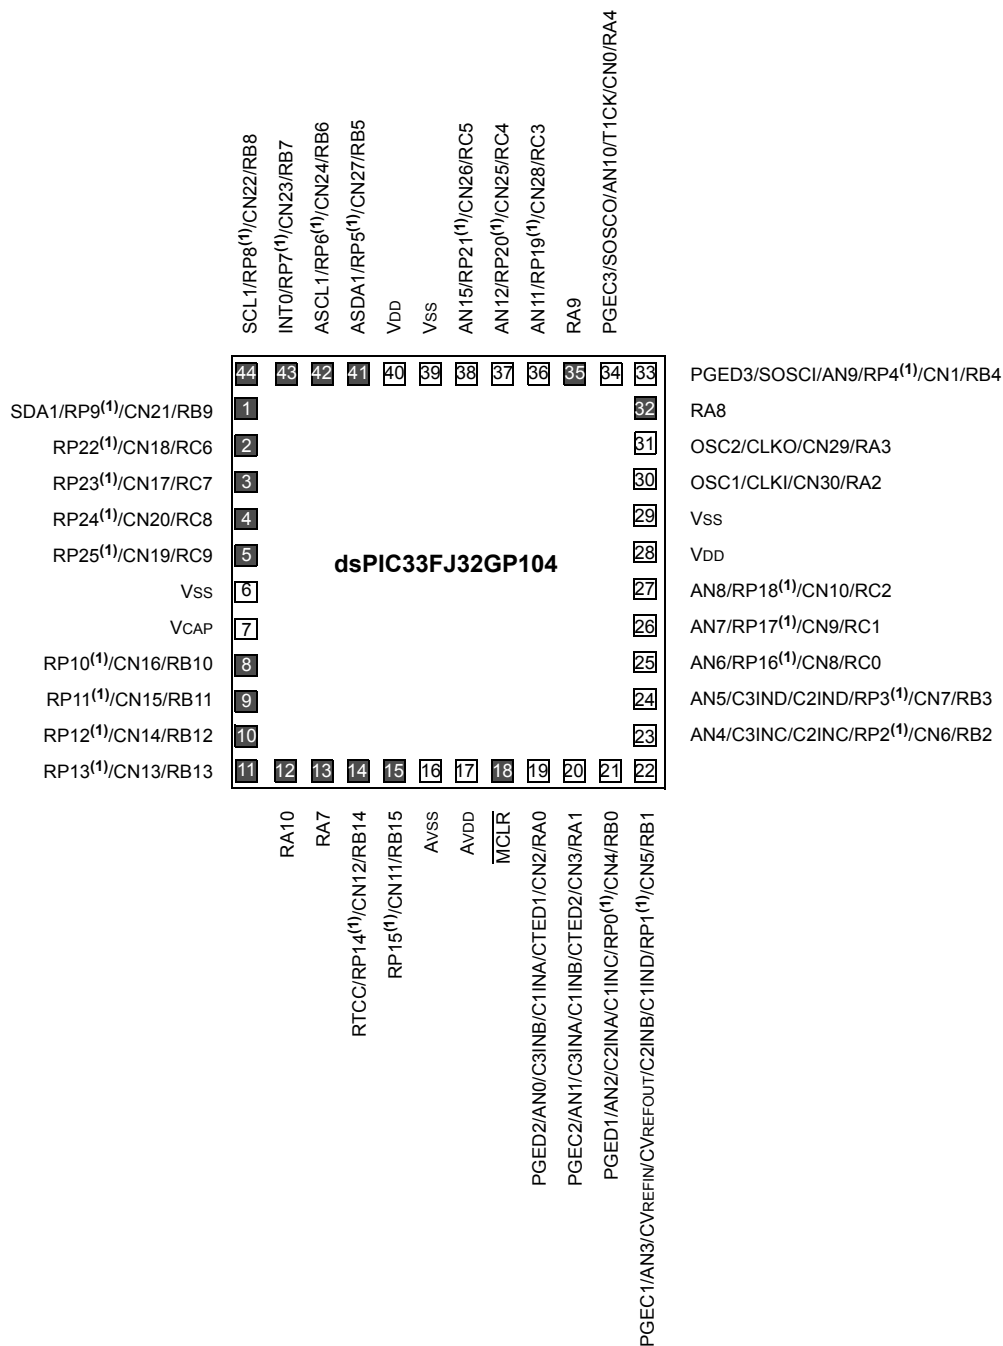 SCL1/RP8(1)/CN22/RB8
INT0/RP7(1)/CN23/RB7
ASCL1/RP6(1)/CN24/RB6
ASDA1/RP5(1)/CN27/RB5
VDD
VSS
AN15/RP21(1)/CN26/RC5
AN12/RP20(1)/CN25/RC4
AN11/RP19(1)/CN28/RC3
RA9
PGEC3/SOSCO/AN10/T1CK/CN0/RA4
44 43 42 41 40 39 38 37 36 35 34 33 PGED3/SOSCI/AN9/RP4(1)/CN1/RB4
SDA1/RP9(1)/CN21/RB9 1 32 RA8
RP22(1)/CN18/RC6 2 31 OSC2/CLKO/CN29/RA3
RP23(1)/CN17/RC7 3 30 OSC1/CLKI/CN30/RA2
RP24(1)/CN20/RC8 4 29 VSS
RP25(1)/CN19/RC9 5 28 VDD
dsPIC33FJ32GP104
VSS 6 27 AN8/RP18(1)/CN10/RC2
VCAP 7 26 AN7/RP17(1)/CN9/RC1
RP10(1)/CN16/RB10 8 25 AN6/RP16(1)/CN8/RC0
RP11(1)/CN15/RB11 9 24 AN5/C3IND/C2IND/RP3(1)/CN7/RB3
RP12(1)/CN14/RB12 10 23 AN4/C3INC/C2INC/RP2(1)/CN6/RB2
RP13(1)/CN13/RB13 11 12 13 14 15 16 17 18 19 20 21 22
RA10
RA7
RTCC/RP14(1)/CN12/RB14
RP15(1)/CN11/RB15
AVSS
AVDD
MCLR
PGED2/AN0/C3INB/C1INA/CTED1/CN2/RA0
PGEC2/AN1/C3INA/C1INB/CTED2/CN3/RA1
PGED1/AN2/C2INA/C1INC/RP0(1)/CN4/RB0
PGEC1/AN3/CVREFIN/CVREFOUT/C2INB/C1IND/RP1(1)/CN5/RB1